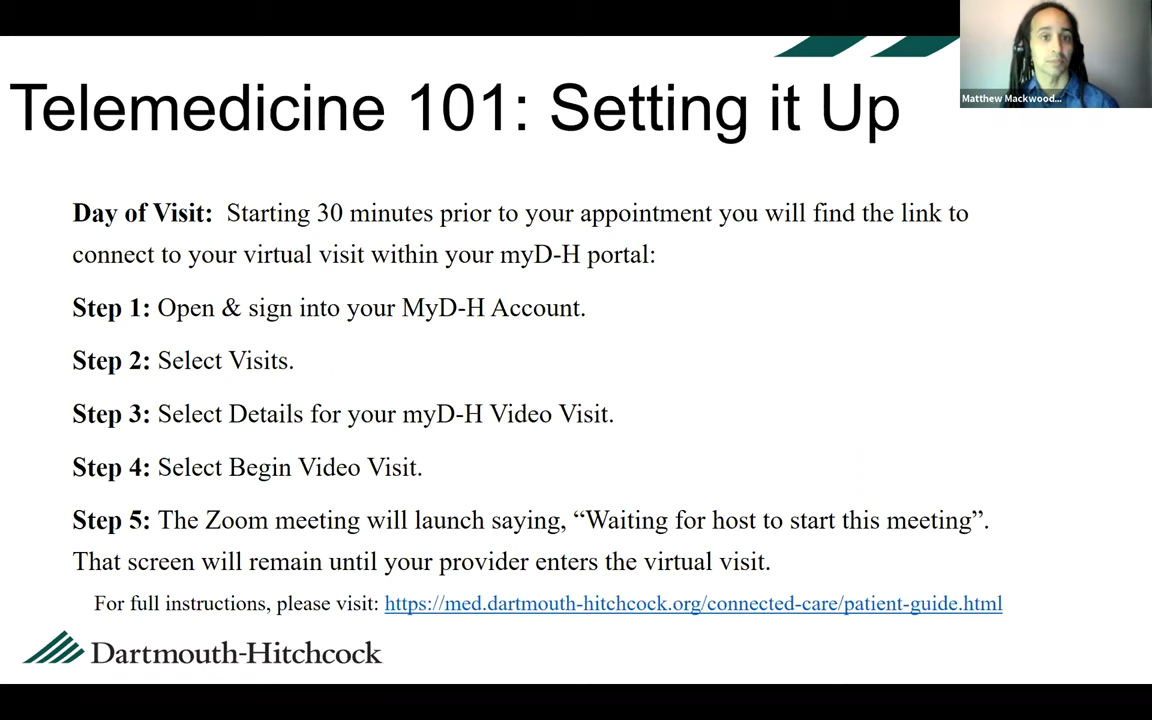 Matthew Mackwood...
Telemedicine 101: Setting it Up
Day of Visit: Starting 30 minutes prior to your appointment you will find the link to
connect to your virtual visit within your myD-H portal:
Step 1: Open & sign into your MyD-H Account.
Step 2: Select Visits.
Step 3: Select Details for your myD-H Video Visit.
Step 4: Select Begin Video Visit.
Step 5: The Zoom meeting will launch saying, “Waiting for host to start this meeting”.
That screen will remain until your provider enters the virtual visit.
For full instructions, please visit: https://med.dartmouth-hitchcock.org/connected-care/patient-guide.html
Dartmouth-Hitchcock